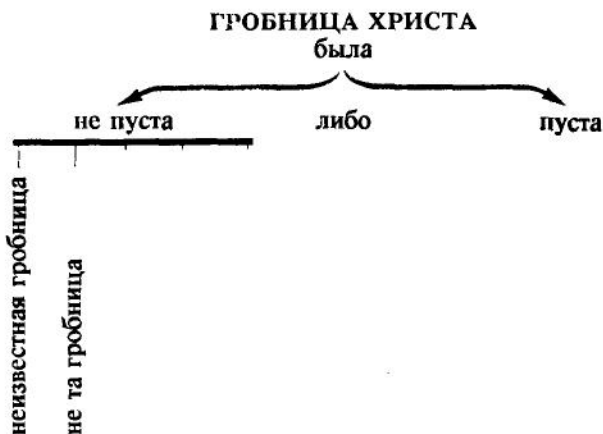 ГРОБНИЦА ХРИСТА
была
не пуста либо пуста
неизвестная гробница
не та гробница